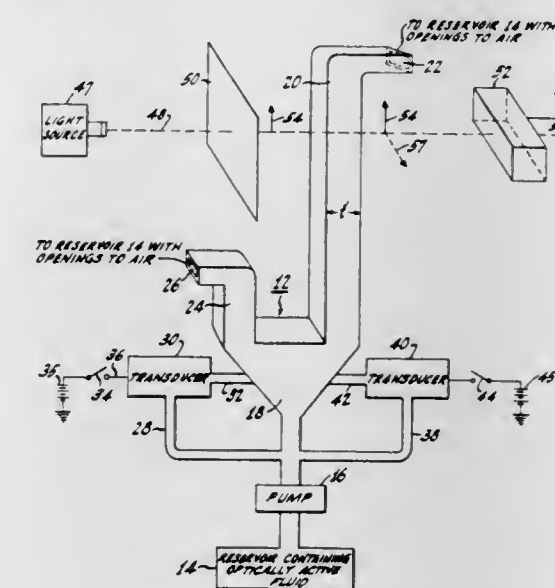 TO RESERVOIR 14 WITH
OPENINGS TO AIR
47
50
20
22
52
LIGHT
SOURCE
48
54
54
57
t
TO RESERVOIR 14 WITH
OPENINGS TO AIR
26
24
12
30
40
35
36
TRANSDUCER
32
34
18
42
TRANSDUCER
44
45
28
38
16
PUMP
14
RESERVOIR CONTAINING
OPTICALLY ACTIVE
FLUID